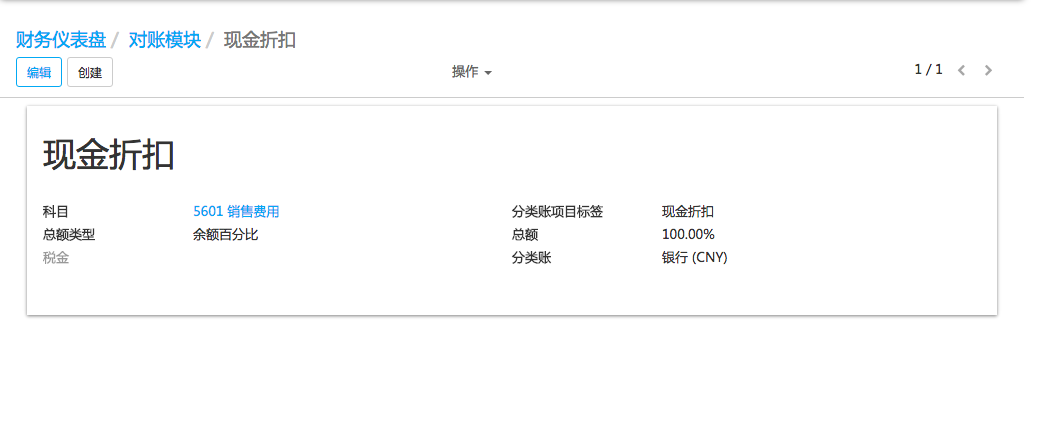 财务仪表盘 / 对账模块 / 现金折扣
编辑 创建 操作 1 / 1
现金折扣
科目 5601 销售费用 分类账项目标签 现金折扣
总额类型 余额百分比 总额 100.00%
税金 分类账 银行 (CNY)